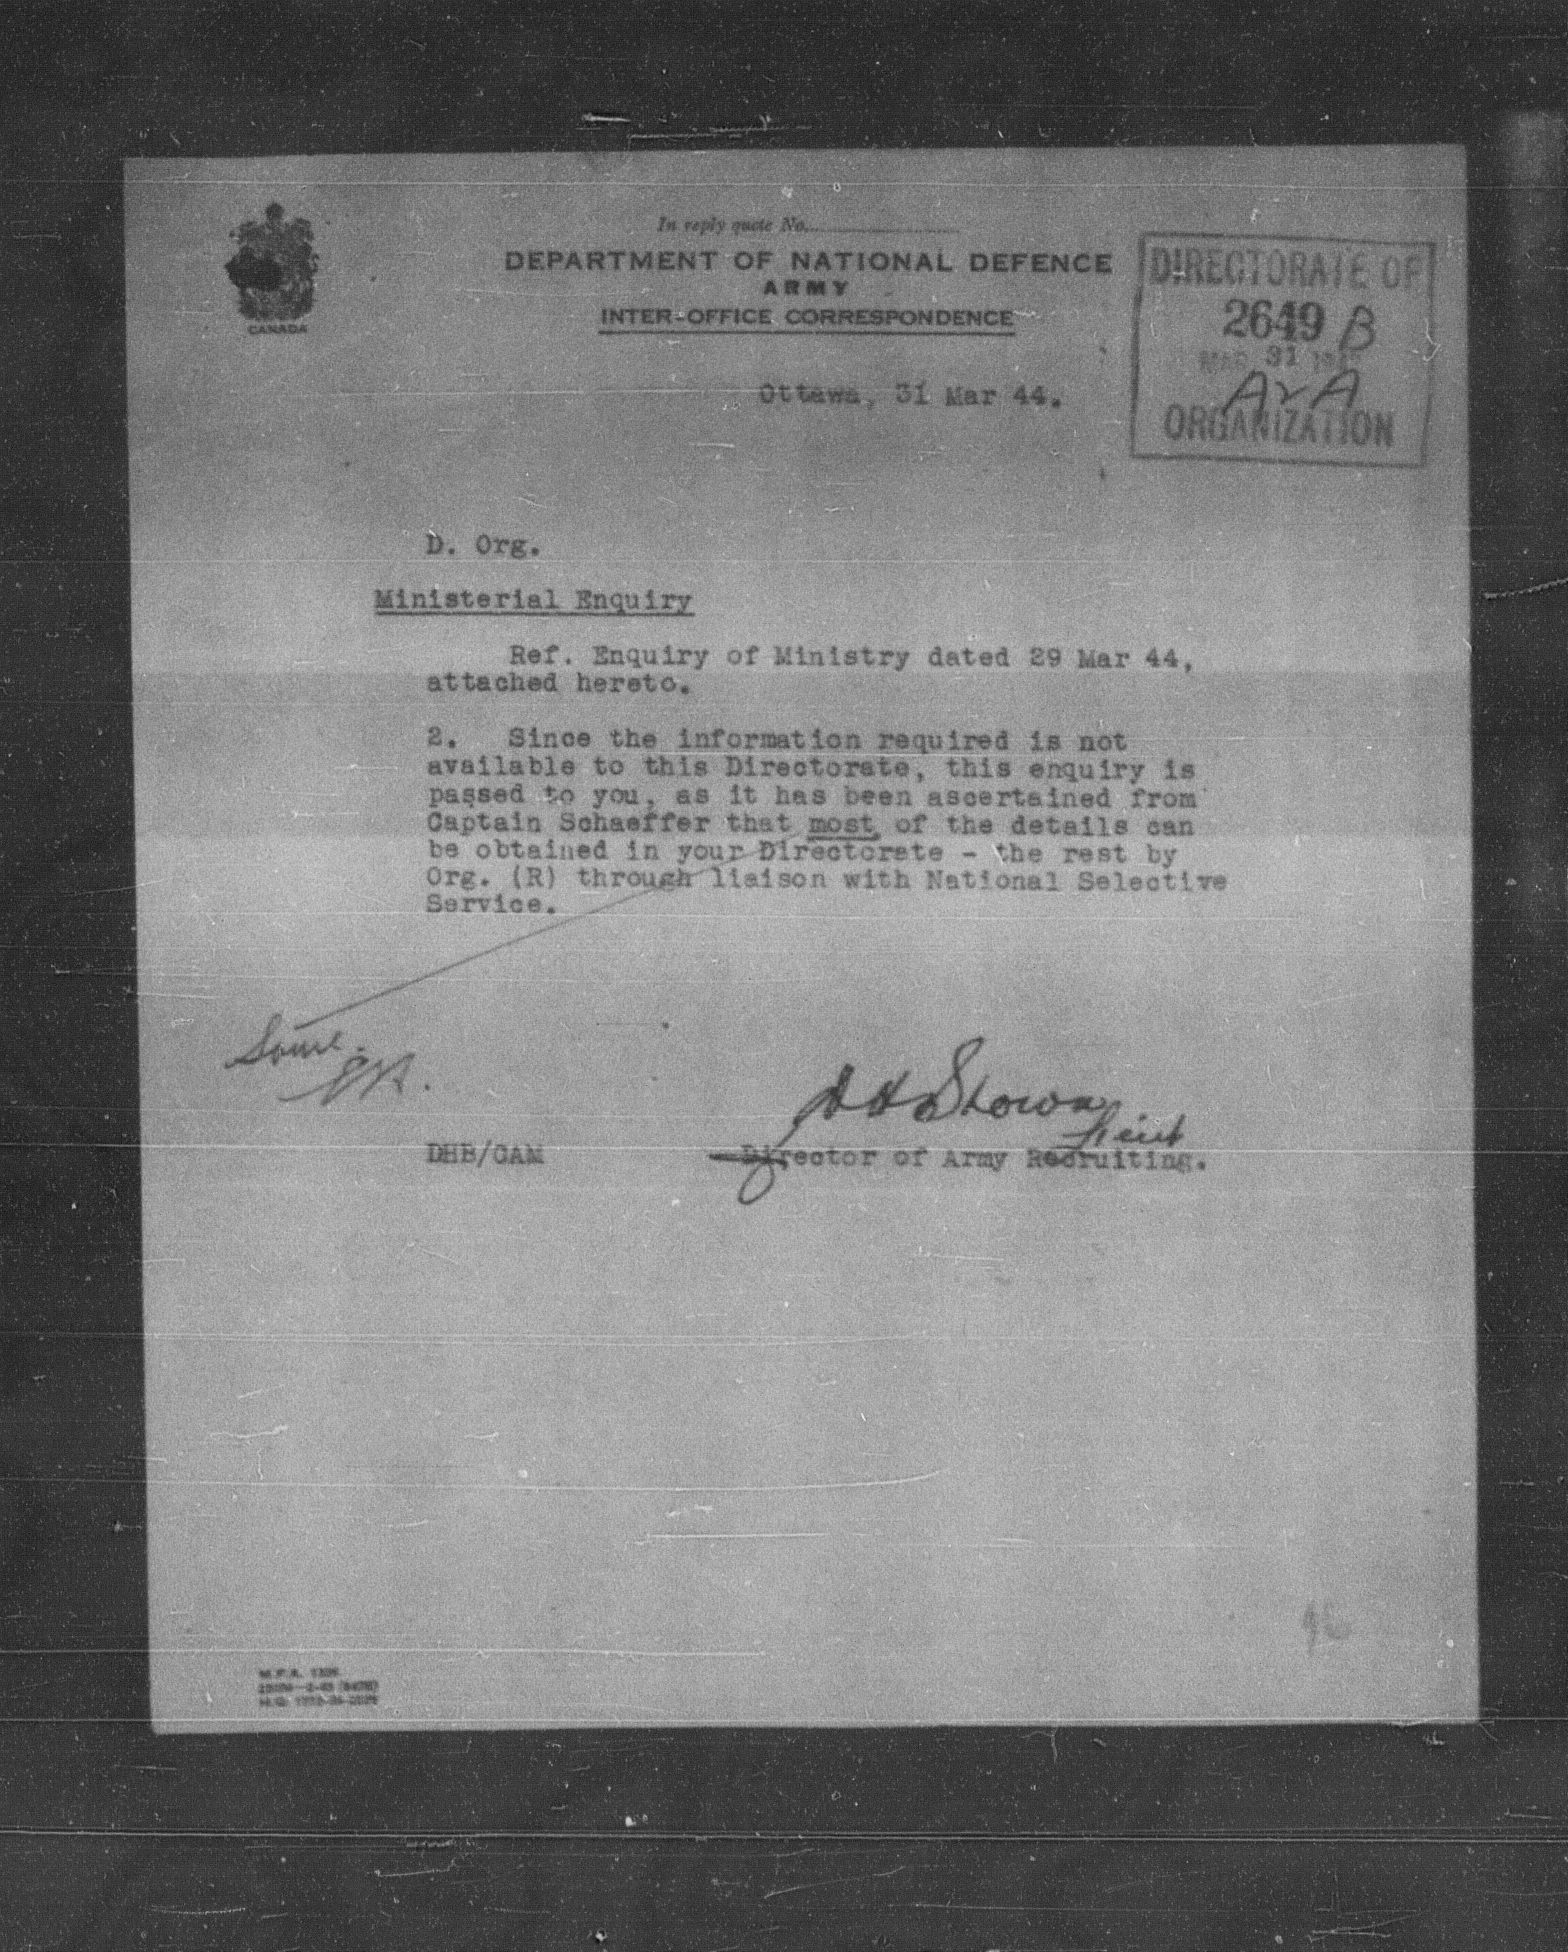 In reply quote No.
DEPARTMENT OF NATIONAL DEFENCE
ARMY
INTER-OFFICE CORRESPONDENCE
CANADA
DIRECTORATE OF
2649 B
MAR 31
ORGANIZATION
Ottawa, 31 Mar 44.
D. Org.
Ministerial Enquiry
Ref. Enquiry of Ministry dated 29 Mar 44,
attached hereto.
2. Since the information required is not
available to this Directorate, this enquiry is
passed to you, as it has been ascertained from
Captain Schaeffer that most of the details can
be obtained in your Directorate - the rest by
Org. (R) through liaison with National Selective
Service.
Some.
Lieut
DHB/CAM
Director of Army Recruiting.